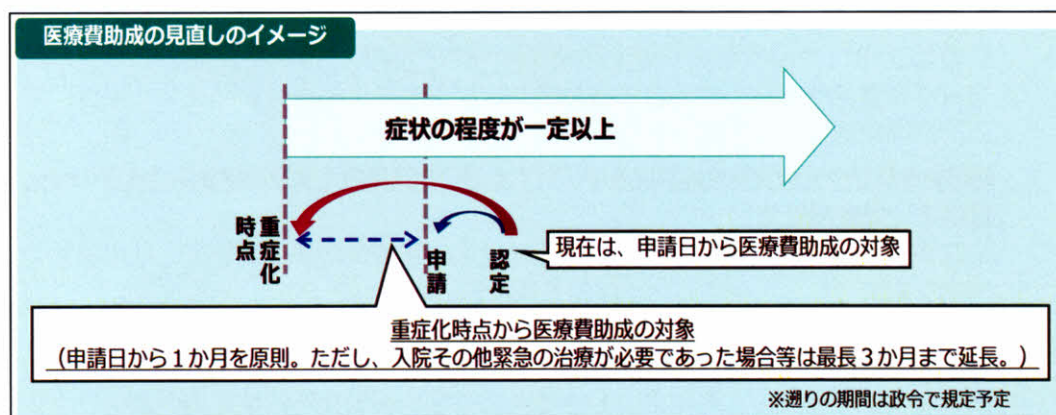 医療費助成の見直しのイメージ
症状の程度が一定以上
重症化
時点
申請
認定
現在は、申請日から医療費助成の対象
重症化時点から医療費助成の対象
（申請日から１か月を原則。ただし、入院その他緊急の治療が必要であった場合等は最長３か月まで延長。）
※遡りの期間は政令で規定予定